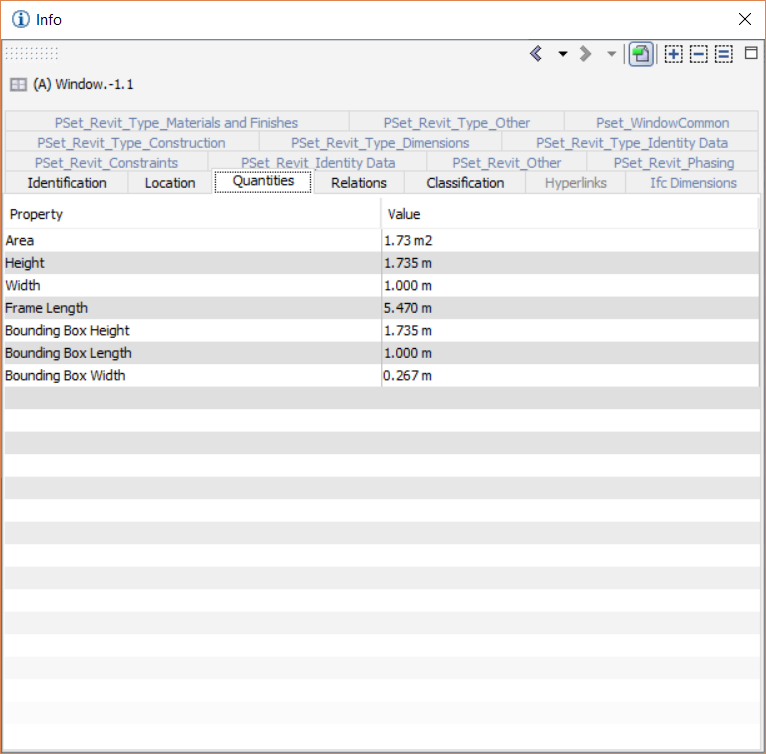 Info
(A) Window.-1.1
PSet_Revit_Type_Materials and Finishes PSet_Revit_Type_Other Pset_WindowCommon
PSet_Revit_Type_Construction PSet_Revit_Type_Dimensions PSet_Revit_Type_Identity Data
PSet_Revit_Constraints PSet_Revit_Identity Data PSet_Revit_Other PSet_Revit_Phasing
Identification Location Quantities Relations Classification Hyperlinks Ifc Dimensions
Property Value
Area 1.73 m2
Height 1.735 m
Width 1.000 m
Frame Length 5.470 m
Bounding Box Height 1.735 m
Bounding Box Length 1.000 m
Bounding Box Width 0.267 m